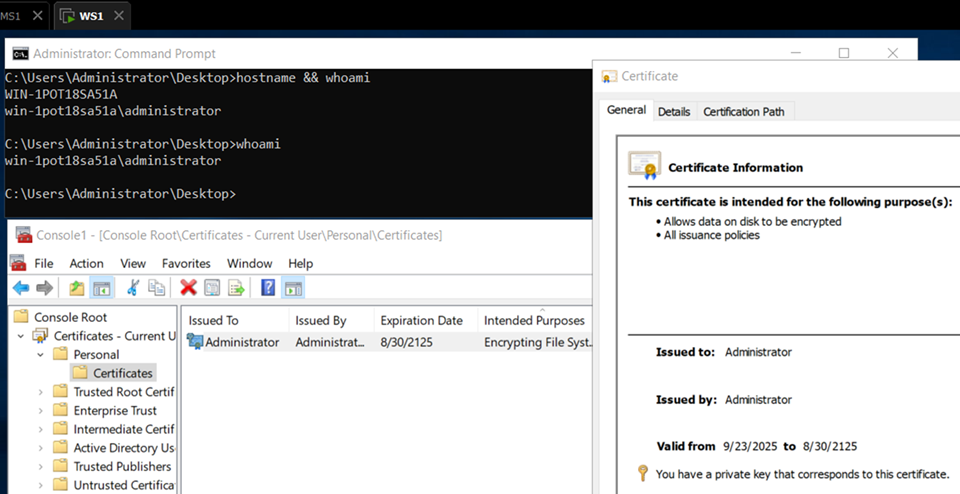 MS1
WS1
Administrator: Command Prompt
C:\Users\Administrator\Desktop>hostname && whoami
WIN-1POT18SA51A
win-1pot18sa51a\administrator
C:\Users\Administrator\Desktop>whoami
win-1pot18sa51a\administrator
C:\Users\Administrator\Desktop>
Console1 - [Console Root\Certificates - Current User\Personal\Certificates]
File Action View Favorites Window Help
Console Root
Certificates - Current U
Personal
Certificates
Trusted Root Certif
Enterprise Trust
Intermediate Certif
Active Directory Us
Trusted Publishers
Untrusted Certifica
Issued To Issued By Expiration Date Intended Purposes
Administrator Administrat... 8/30/2125 Encrypting File Syst..
Certificate
General Details Certification Path
Certificate Information
This certificate is intended for the following purpose(s):
• Allows data on disk to be encrypted
• All issuance policies
Issued to: Administrator
Issued by: Administrator
Valid from 9/23/2025 to 8/30/2125
You have a private key that corresponds to this certificate.